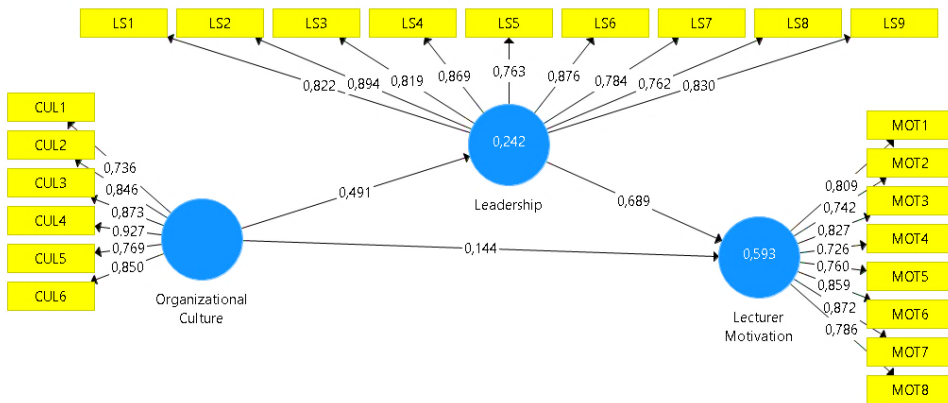 LS1 LS2 LS3 LS4 LS5 LS6 LS7 LS8 LS9
0,822 0,894 0,819 0,869 0,763 0,876 0,784 0,762 0,830
CUL1
CUL2
CUL3
CUL4
CUL5
CUL6
0,736
0,846
0,873
0.927
0,769
0,850
Organizational
Culture
0,491
0,242
Leadership
0,689
0,144
0,593
Lecturer
Motivation
0,809
0,742
0,827
0.726
0,760
0,859
0,872
0,786
MOT1
MOT2
MOT3
MOT4
MOT5
MOT6
MOT7
MOT8